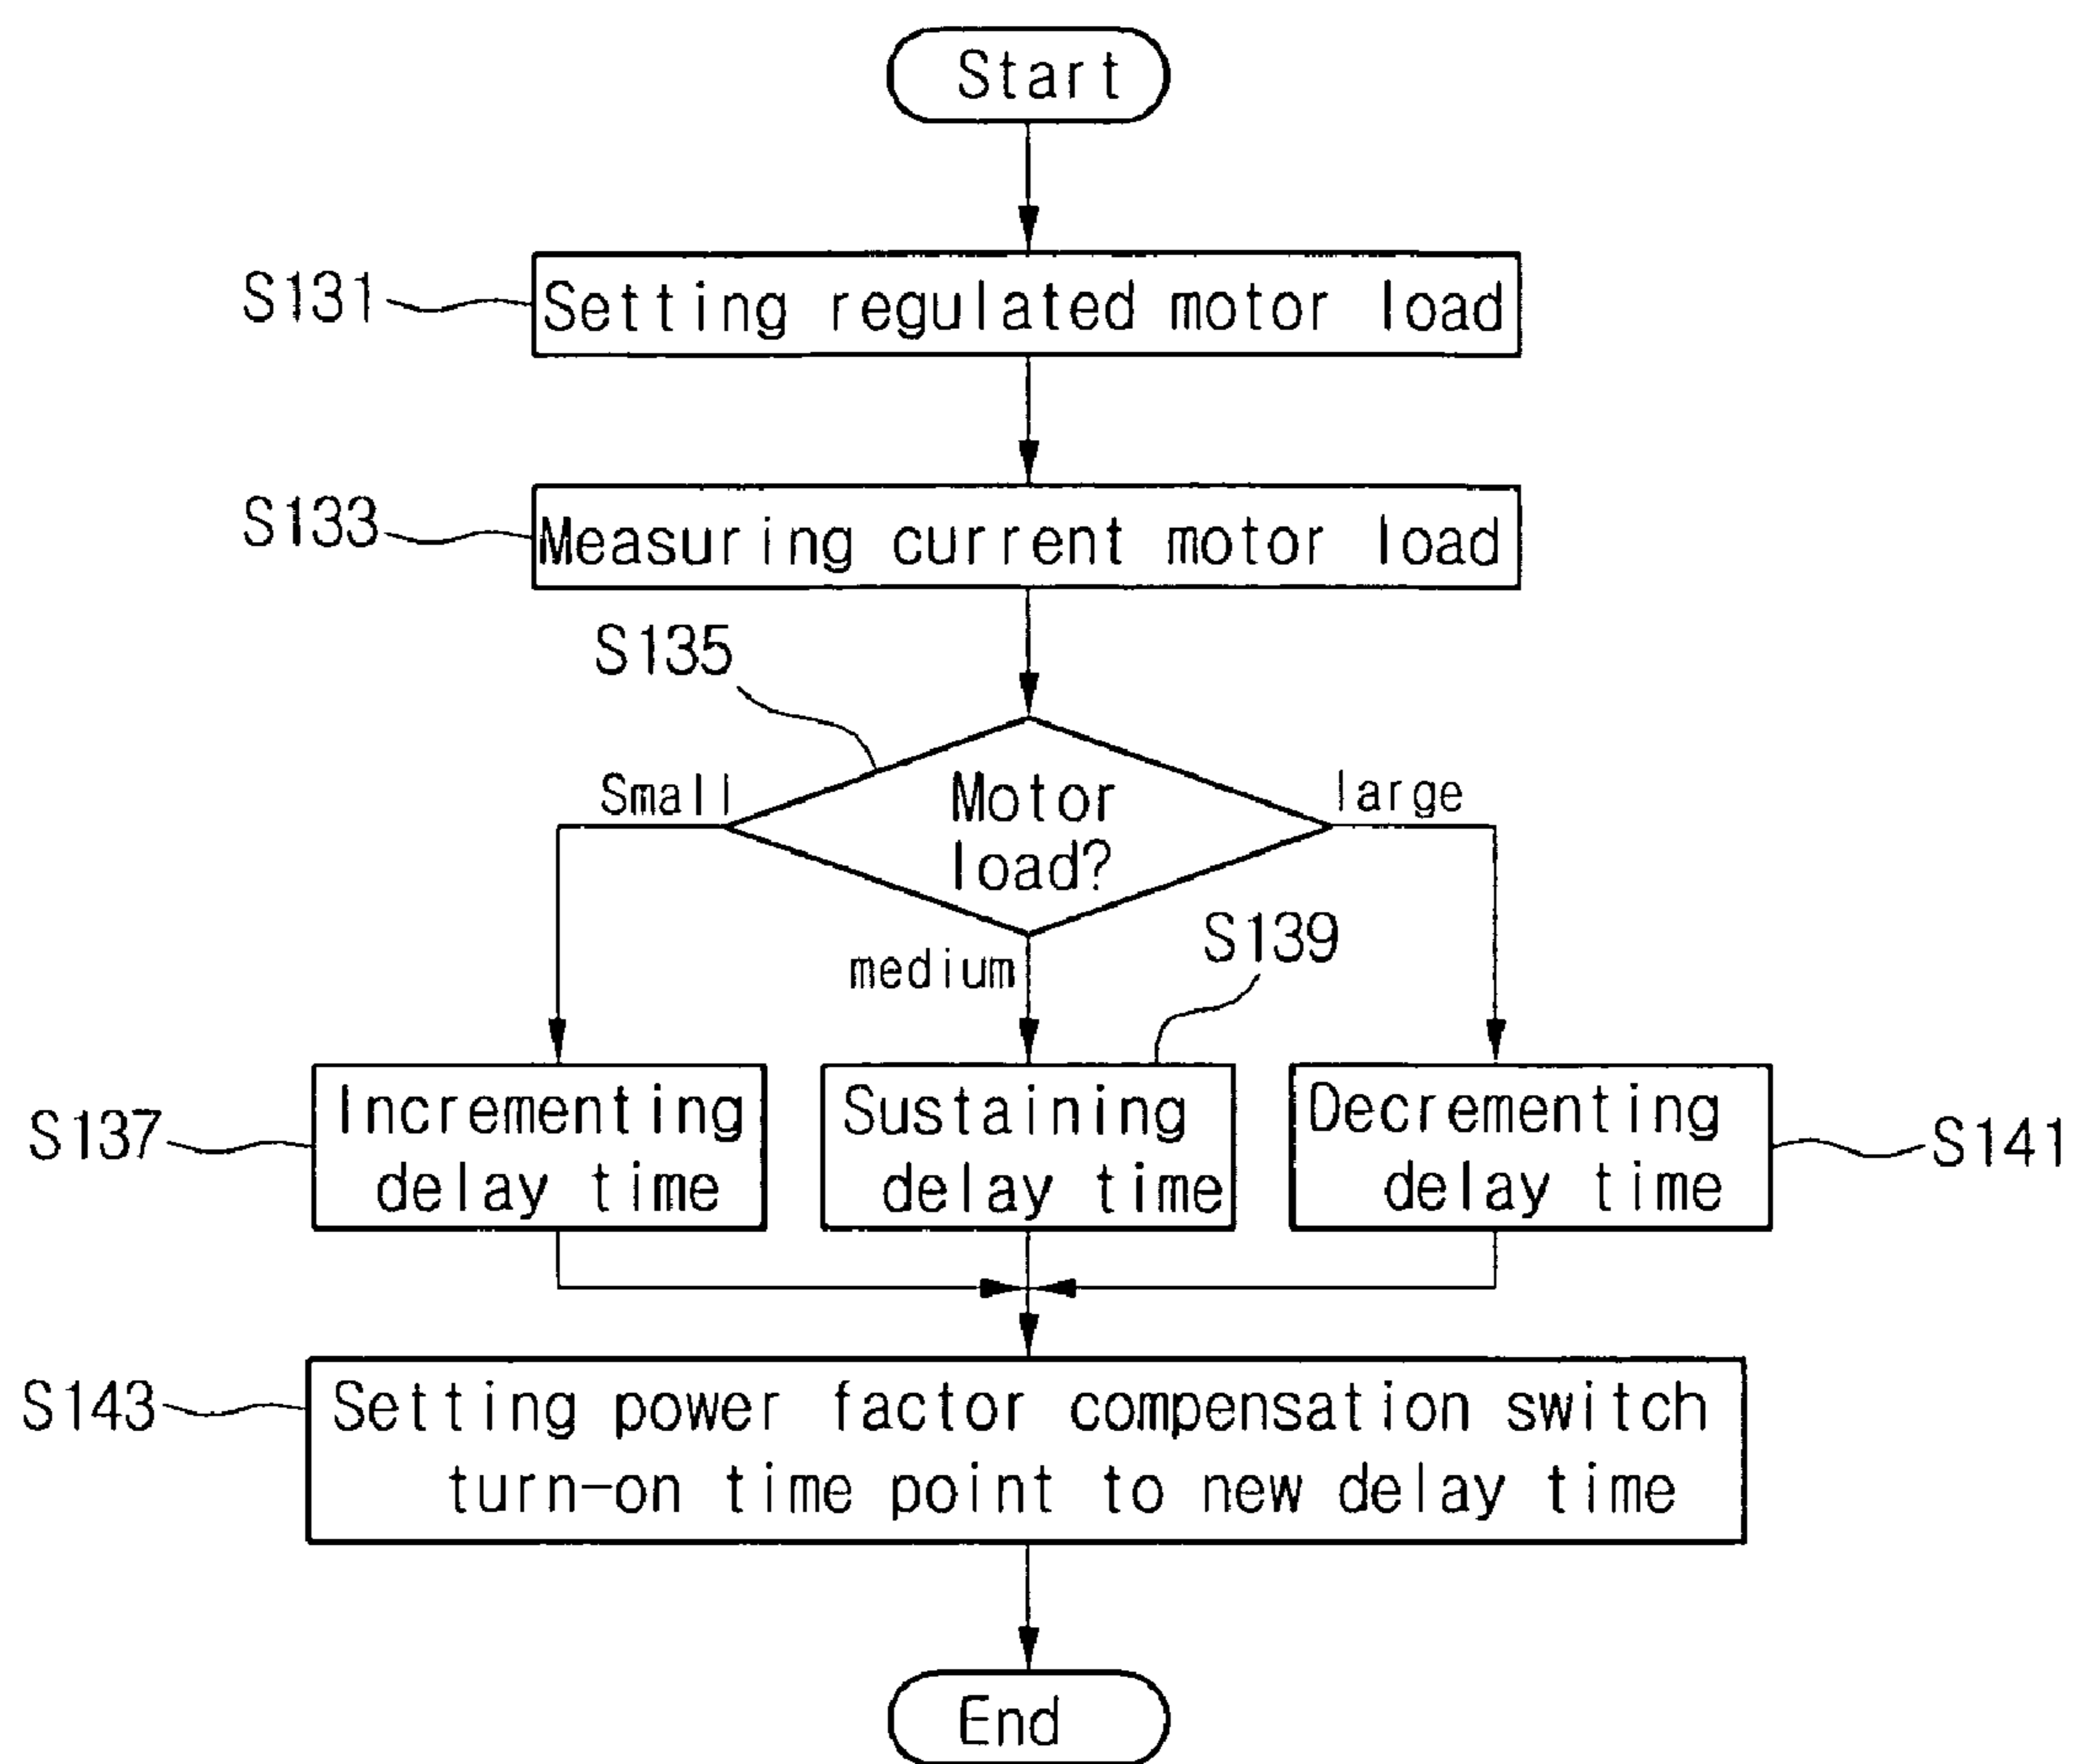 Start
S131
Setting regulated motor load
S133
Measuring current motor load
S135
Small
Motor
load?
large
medium
S139
S137
Incrementing
delay time
Sustaining
delay time
Decrementing
delay time
S141
S143
Setting power factor compensation switch
turn-on time point to new delay time
End